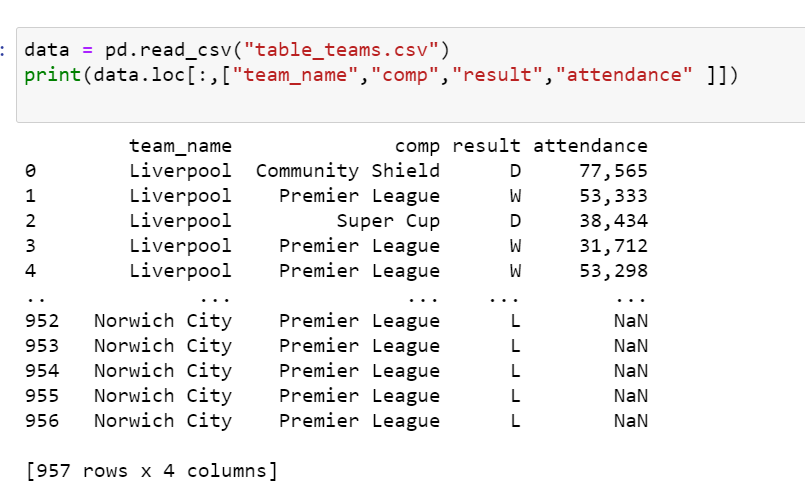 : data = pd.read_csv("table_teams.csv")
print(data.loc[:,["team_name","comp","result","attendance" ]])
team_name comp result attendance
0 Liverpool Community Shield D 77,565
1 Liverpool Premier League W 53,333
2 Liverpool Super Cup D 38,434
3 Liverpool Premier League W 31,712
4 Liverpool Premier League W 53,298
.. ... ... ... ...
952 Norwich City Premier League L NaN
953 Norwich City Premier League L NaN
954 Norwich City Premier League L NaN
955 Norwich City Premier League L NaN
956 Norwich City Premier League L NaN
[957 rows x 4 columns]